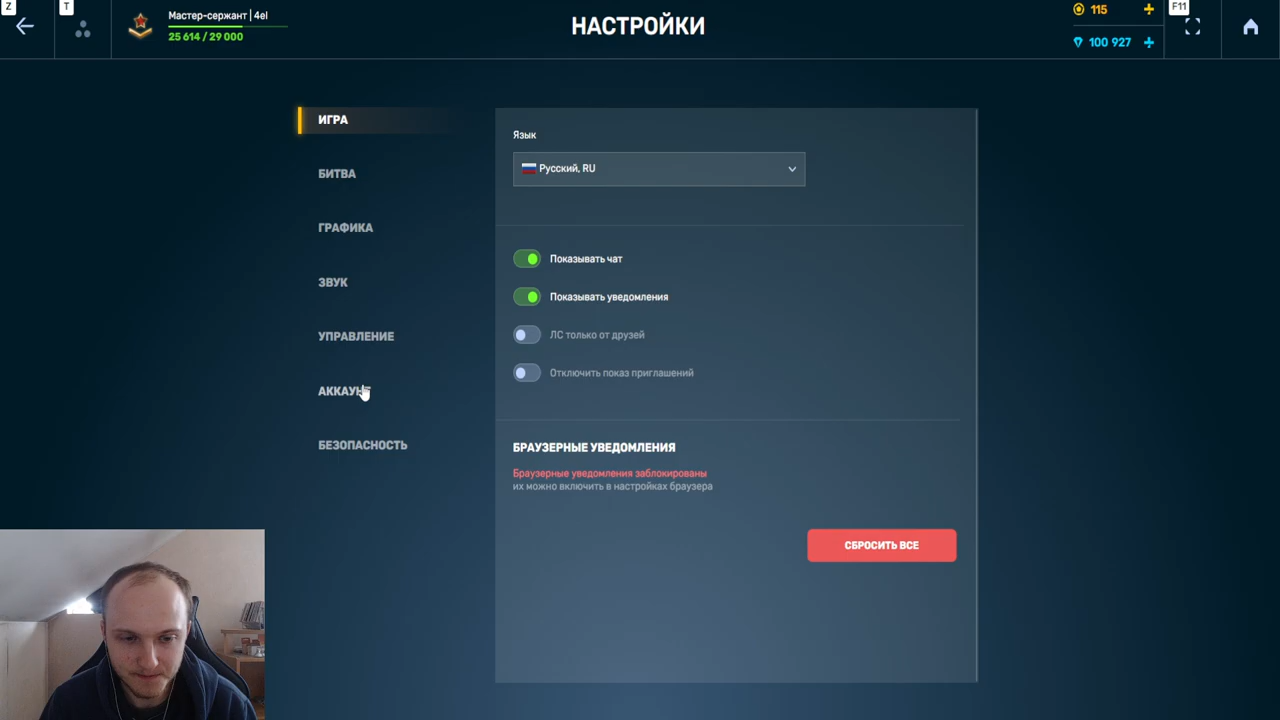 Z
T
Мастер-сержант | 4el
25 614 / 29 000
НАСТРОЙКИ
115
100 927
F11
ИГРА
БИТВА
ГРАФИКА
ЗВУК
УПРАВЛЕНИЕ
АККАУНТ
БЕЗОПАСНОСТЬ
Язык
Русский, RU
Показывать чат
Показывать уведомления
ЛС только от друзей
Отключить показ приглашений
БРАУЗЕРНЫЕ УВЕДОМЛЕНИЯ
Браузерные уведомления заблокированы
их можно включить в настройках браузера
СБРОСИТЬ ВСЕ